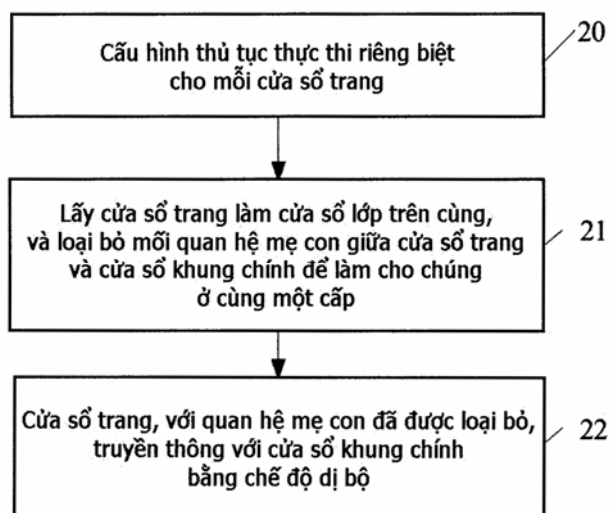 Cấu hình thủ tục thực thi riêng biệt
cho mỗi cửa sổ trang
20
Lấy cửa sổ trang làm cửa sổ lớp trên cùng,
và loại bỏ mối quan hệ mẹ con giữa cửa sổ trang
và cửa sổ khung chính để làm cho chúng
ở cùng một cấp
21
Cửa sổ trang, với quan hệ mẹ con đã được loại bỏ,
truyền thông với cửa sổ khung chính
bằng chế độ dị bộ
22